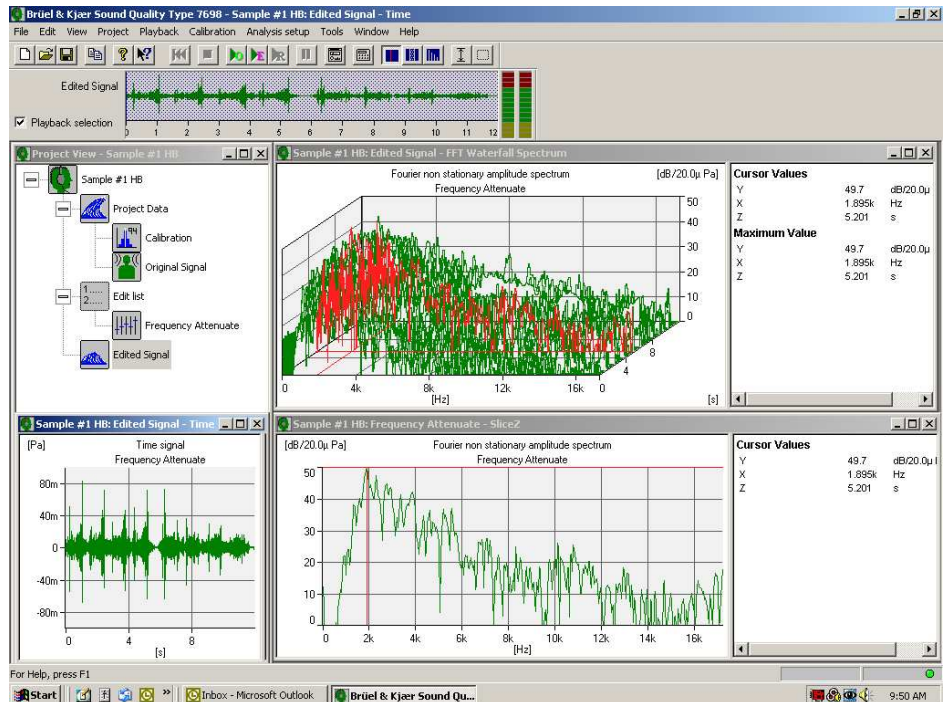 Brüel & Kjær Sound Quality Type 7698 - Sample #1 HB: Edited Signal - Time
File Edit View Project Playback Calibration Analysis setup Tools Window Help
Edited Signal
Playback selection
0 1 2 3 4 5 6 7 8 9 10 11 12
Project View - Sample #1 HB
Sample #1 HB
Project Data
Calibration
Original Signal
Edit list
Frequency Attenuate
Edited Signal
Sample #1 HB: Edited Signal - FFT Waterfall Spectrum
Fourier non stationary amplitude spectrum
[dB/20.0µ Pa]
Frequency Attenuate
50
40
30
20
10
0
8
4
0 4k 8k 12k 16k 0
[Hz]
[s]
Cursor Values
Y 49.7 dB/20.0µ
X 1.895k Hz
Z 5.201 s
Maximum Value
Y 49.7 dB/20.0µ
X 1.895k Hz
Z 5.201 s
Sample #1 HB: Edited Signal - Time
[Pa]
Time signal
Frequency Attenuate
80m
40m
0
-40m
-80m
0 4 8
[s]
Sample #1 HB: Frequency Attenuate - SliceZ
[dB/20.0µ Pa]
Fourier non stationary amplitude spectrum
Frequency Attenuate
50
40
30
20
10
0
0 2k 4k 6k 8k 10k 12k 14k 16k
[Hz]
Cursor Values
Y 49.7 dB/20.0µ
X 1.895k Hz
Z 5.201 s
For Help, press F1
Start
Inbox - Microsoft Outlook
Brüel & Kjær Sound Qu...
9:50 AM